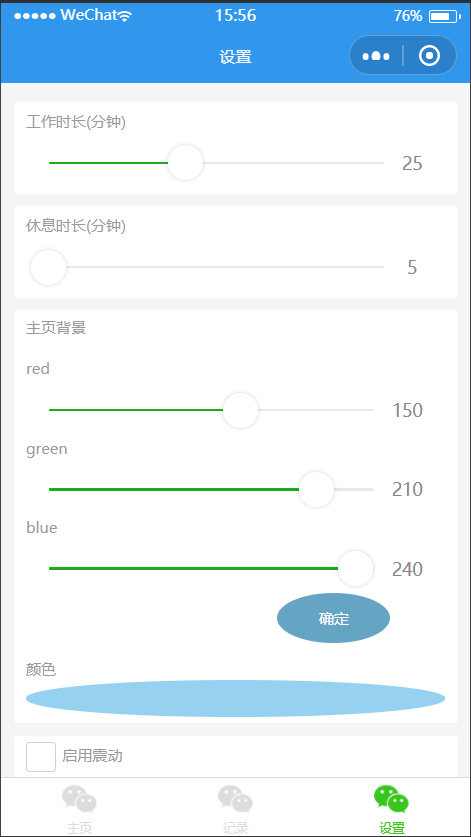 ●●●●● WeChat 15:56 76%
设置
工作时长(分钟)
25
休息时长(分钟)
5
主页背景
red
150
green
210
blue
240
确定
颜色
启用震动
主页 记录 设置